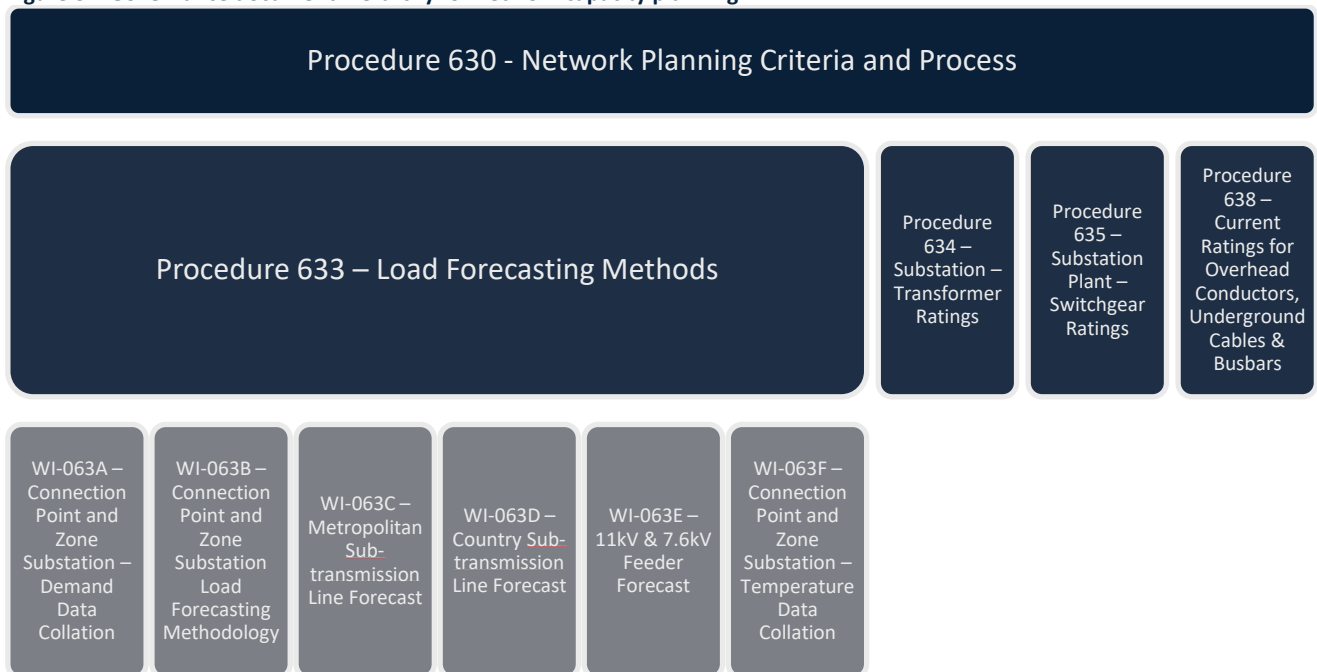 Procedure 630 - Network Planning Criteria and Process
Procedure 633 – Load Forecasting Methods
Procedure
634 –
Substation –
Transformer
Ratings
Procedure
635 –
Substation
Plant –
Switchgear
Ratings
Procedure
638 –
Current
Ratings for
Overhead
Conductors,
Underground
Cables &
Busbars
WI-063A –
Connection
Point and
Zone
Substation –
Demand
Data
Collation
WI-063B –
Connection
Point and
Zone
Substation
Load
Forecasting
Methodology
WI-063C –
Metropolitan
Sub-
transmission
Line Forecast
WI-063D –
Country Sub-
transmission
Line Forecast
WI-063E –
11kV & 7.6kV
Feeder
Forecast
WI-063F –
Connection
Point and
Zone
Substation –
Temperature
Data
Collation